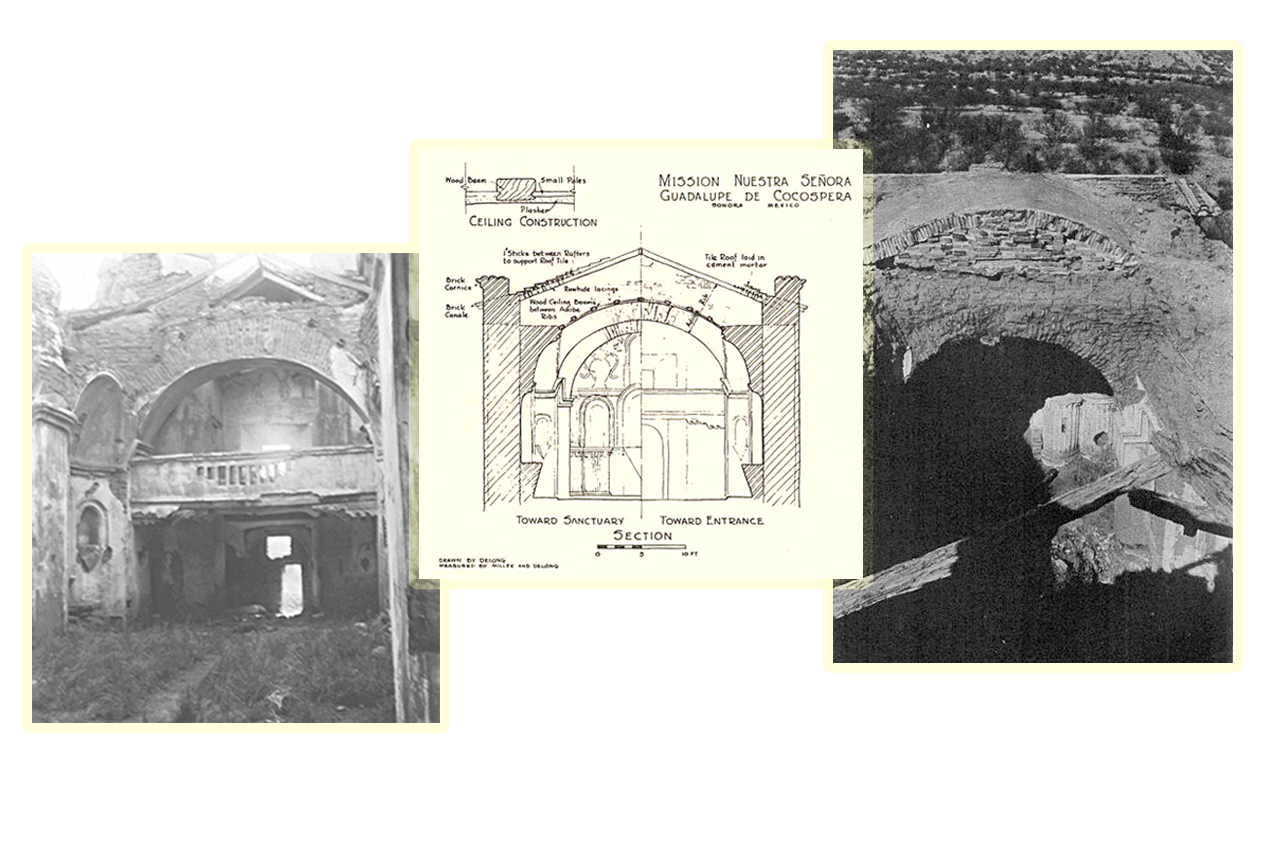 Wood Beam
Small Poles
Plaster
CEILING CONSTRUCTION
MISSION NUESTRA SEÑORA
GUADALUPE DE COCOSPERA
SONORA MEXICO
1" Sticks between Rafters
to support Roof Tile
Tile Roof laid in
cement mortar
Brick
Cornice
Rawhide lacings
Brick
Canale
Wood Ceiling Beams
between Adobe
Ribs
TOWARD SANCTUARY
TOWARD ENTRANCE
SECTION
0 5 10 FT
DRAWN BY DELONG
MEASURED BY MILLER AND DELONG